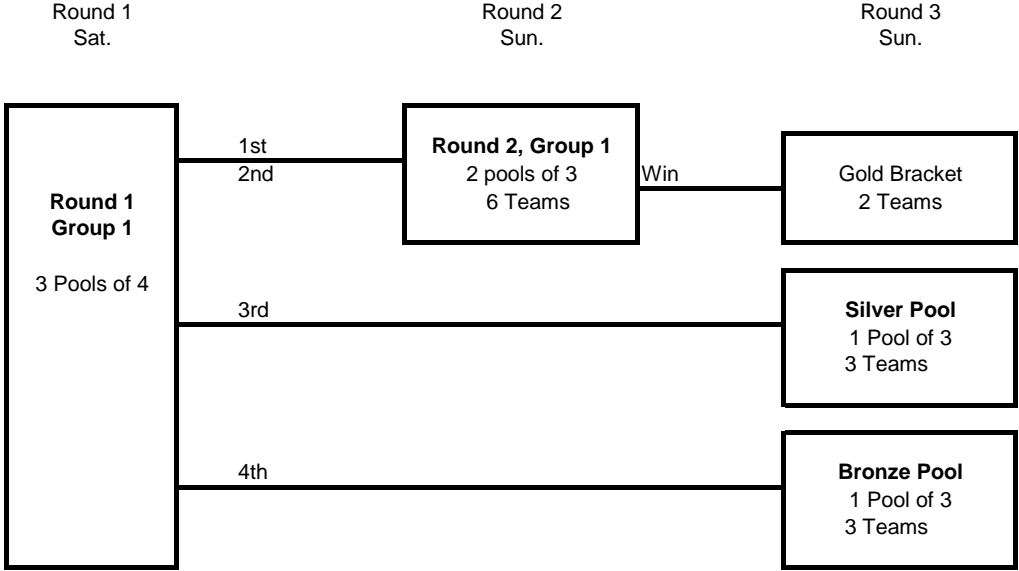 Round 1
Sat.
Round 2
Sun.
Round 3
Sun.
Round 1
Group 1
3 Pools of 4
1st
2nd
Round 2, Group 1
2 pools of 3
6 Teams
Win
Gold Bracket
2 Teams
3rd
Silver Pool
1 Pool of 3
3 Teams
4th
Bronze Pool
1 Pool of 3
3 Teams